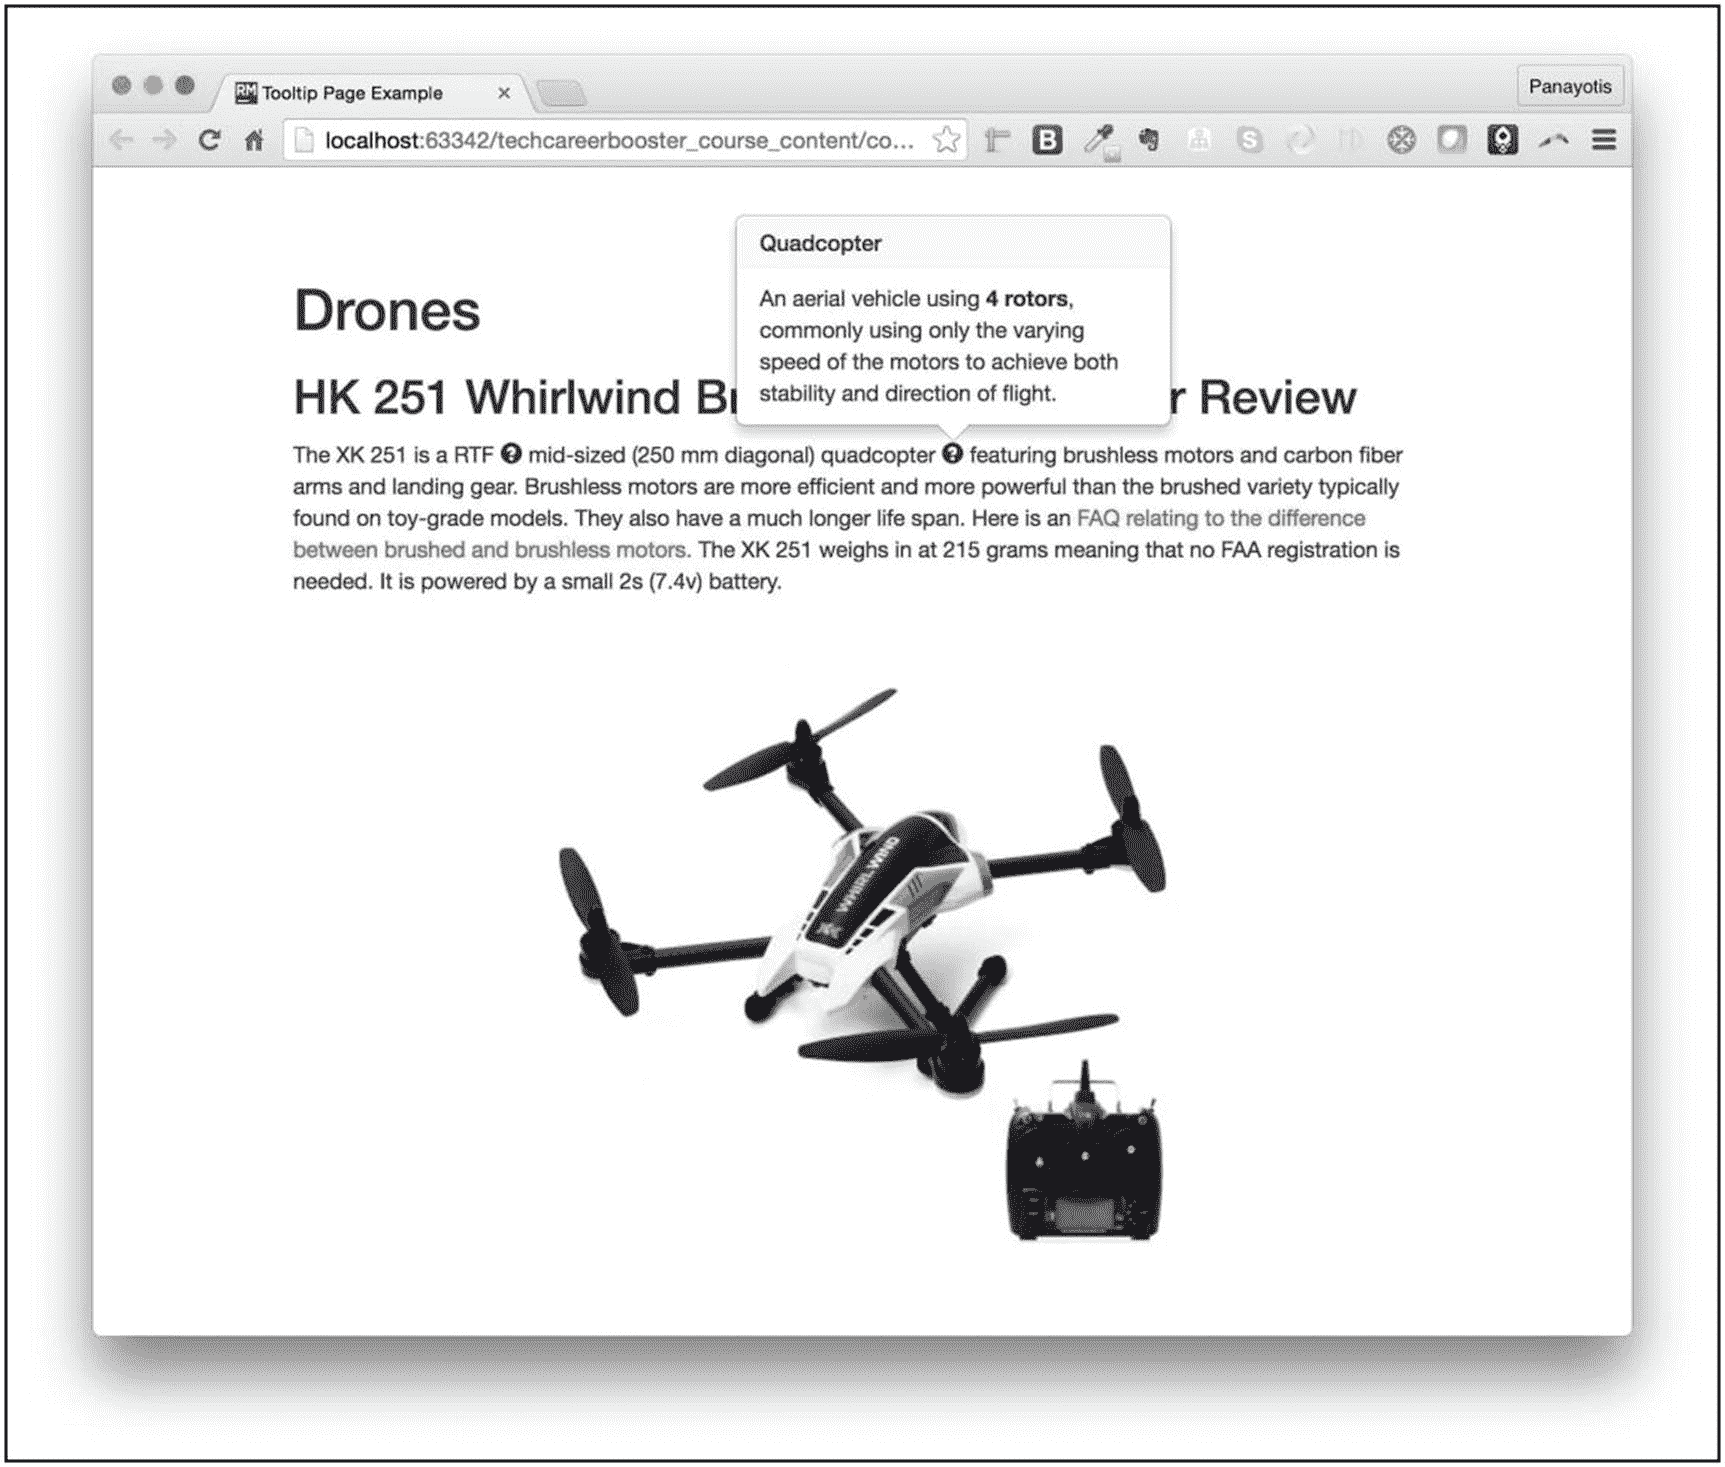 Tooltip Page Example
Panayotis
localhost:63342/techcareerbooster_course_content/co...
Quadcopter
An aerial vehicle using 4 rotors,
commonly using only the varying
speed of the motors to achieve both
stability and direction of flight.
Drones
HK 251 Whirlwind Br r Review
The XK 251 is a RTF ? mid-sized (250 mm diagonal) quadcopter ? featuring brushless motors and carbon fiber
arms and landing gear. Brushless motors are more efficient and more powerful than the brushed variety typically
found on toy-grade models. They also have a much longer life span. Here is an FAQ relating to the difference
between brushed and brushless motors. The XK 251 weighs in at 215 grams meaning that no FAA registration is
needed. It is powered by a small 2s (7.4v) battery.
WHIRLWIND
XK